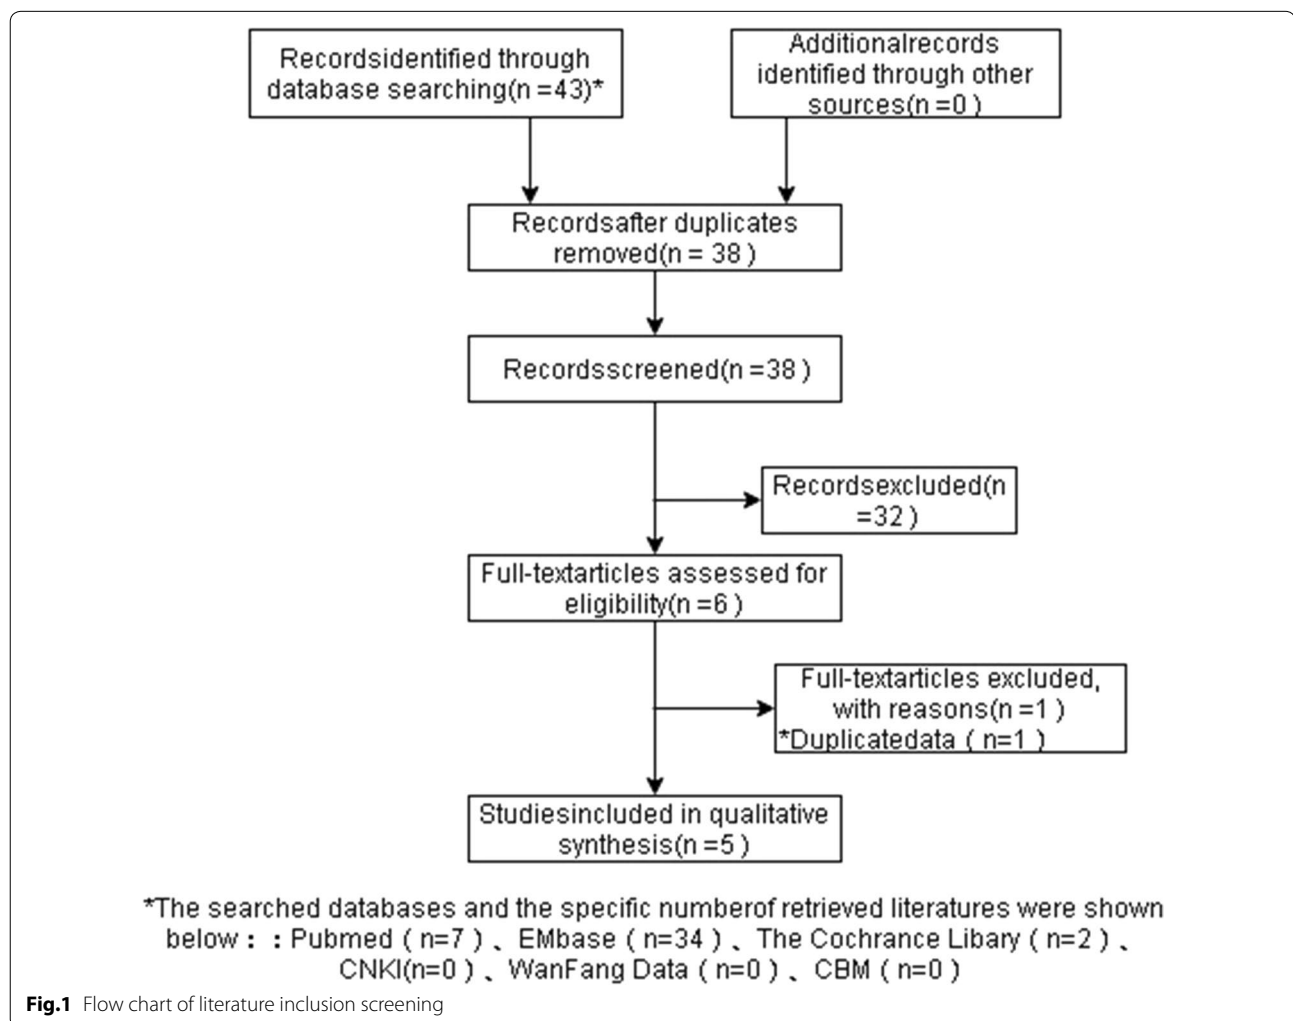 Recordsidentified through
database searching(n =43)*
Additionalrecords
identified through other
sources(n =0 )
Recordsafter duplicates
removed(n = 38 )
Recordsscreened(n =38 )
Recordsexcluded(n
=32 )
Full-textarticles assessed for
eligibility(n =6 )
Full-textarticles excluded,
with reasons(n =1 )
*Duplicatedata ( n=1 )
Studiesincluded in qualitative
synthesis(n =5 )
*The searched databases and the specific numberof retrieved literatures were shown
below : : Pubmed ( n=7 ) 、 EMbase ( n=34 ) 、 The Cochrance Libary ( n=2 ) 、
CNKI(n=0 ) 、 WanFang Data ( n=0 ) 、 CBM ( n=0 )
Fig.1 Flow chart of literature inclusion screening